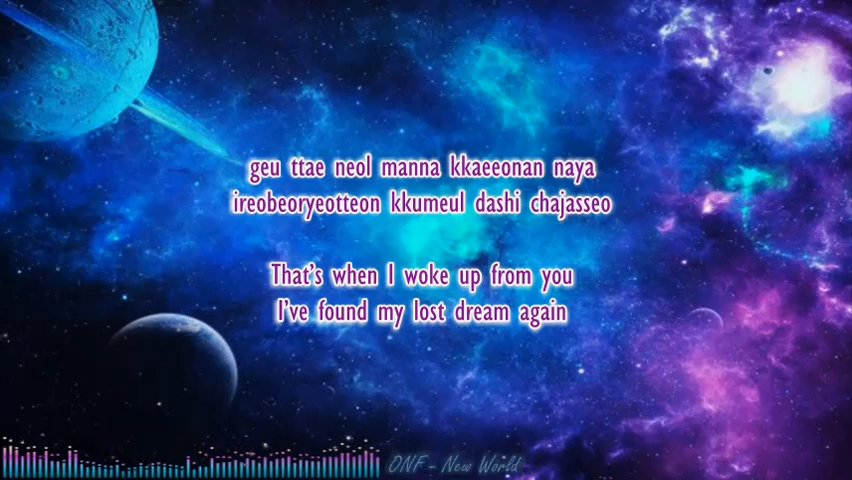 geu ttae neol manna kkaeeonan naya
ireobeoryeotteon kkumeul dashi chajasseo
That's when I woke up from you
I've found my lost dream again
ONF - New World